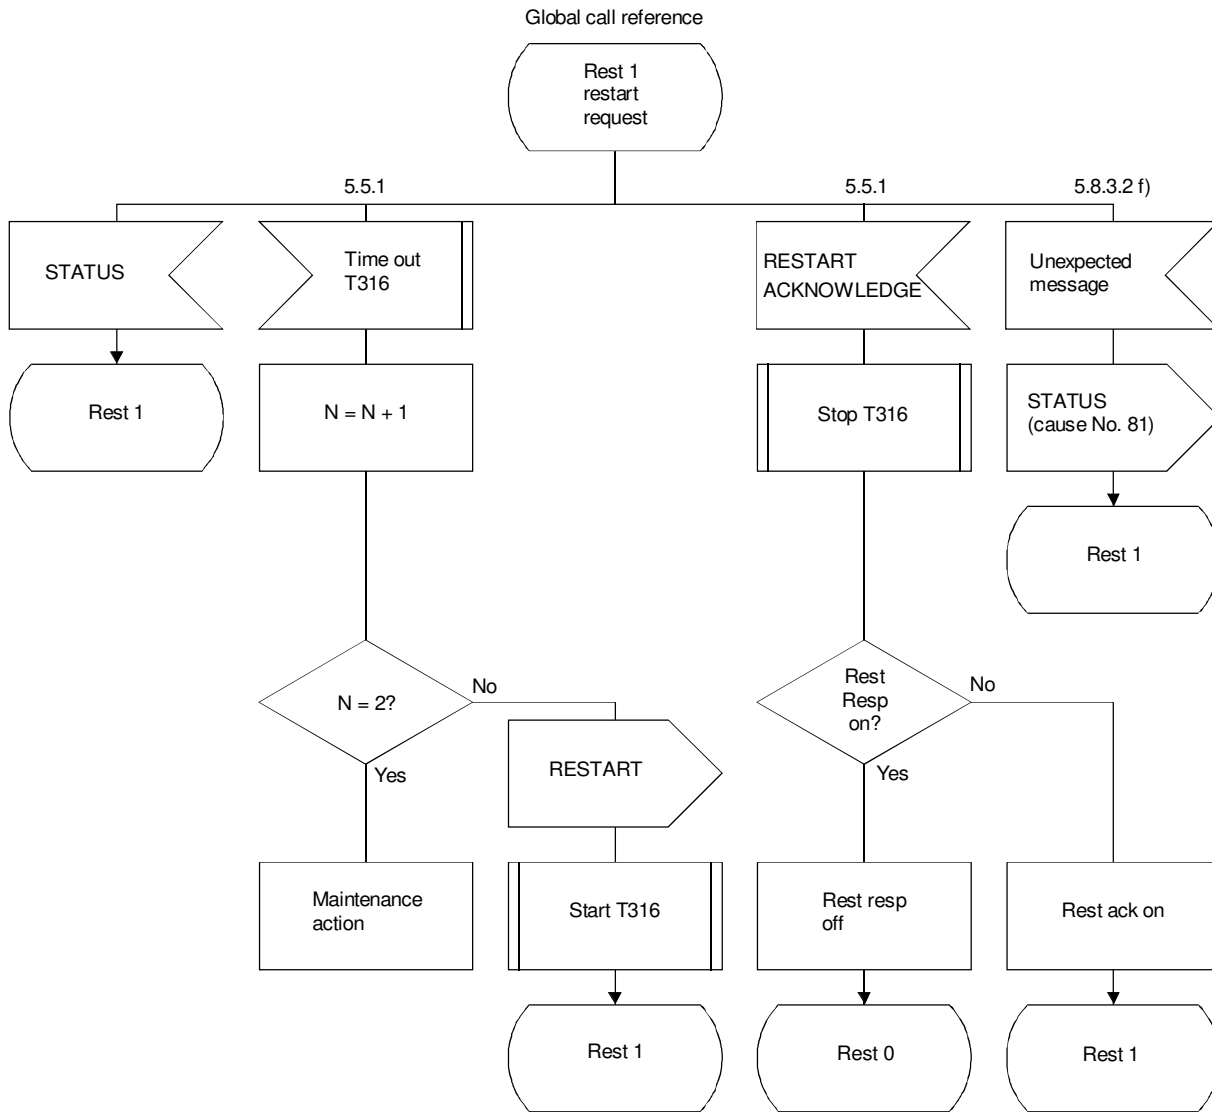 Global call reference
Rest 1
restart
request
5.5.1
5.5.1
5.8.3.2 f)
STATUS
Time out
T316
RESTART
ACKNOWLEDGE
Unexpected
message
Rest 1
N = N + 1
Stop T316
STATUS
(cause No. 81)
Rest 1
N = 2?
No
Yes
Rest
Resp
on?
No
Yes
RESTART
Maintenance
action
Start T316
Rest resp
off
Rest ack on
Rest 1
Rest 0
Rest 1